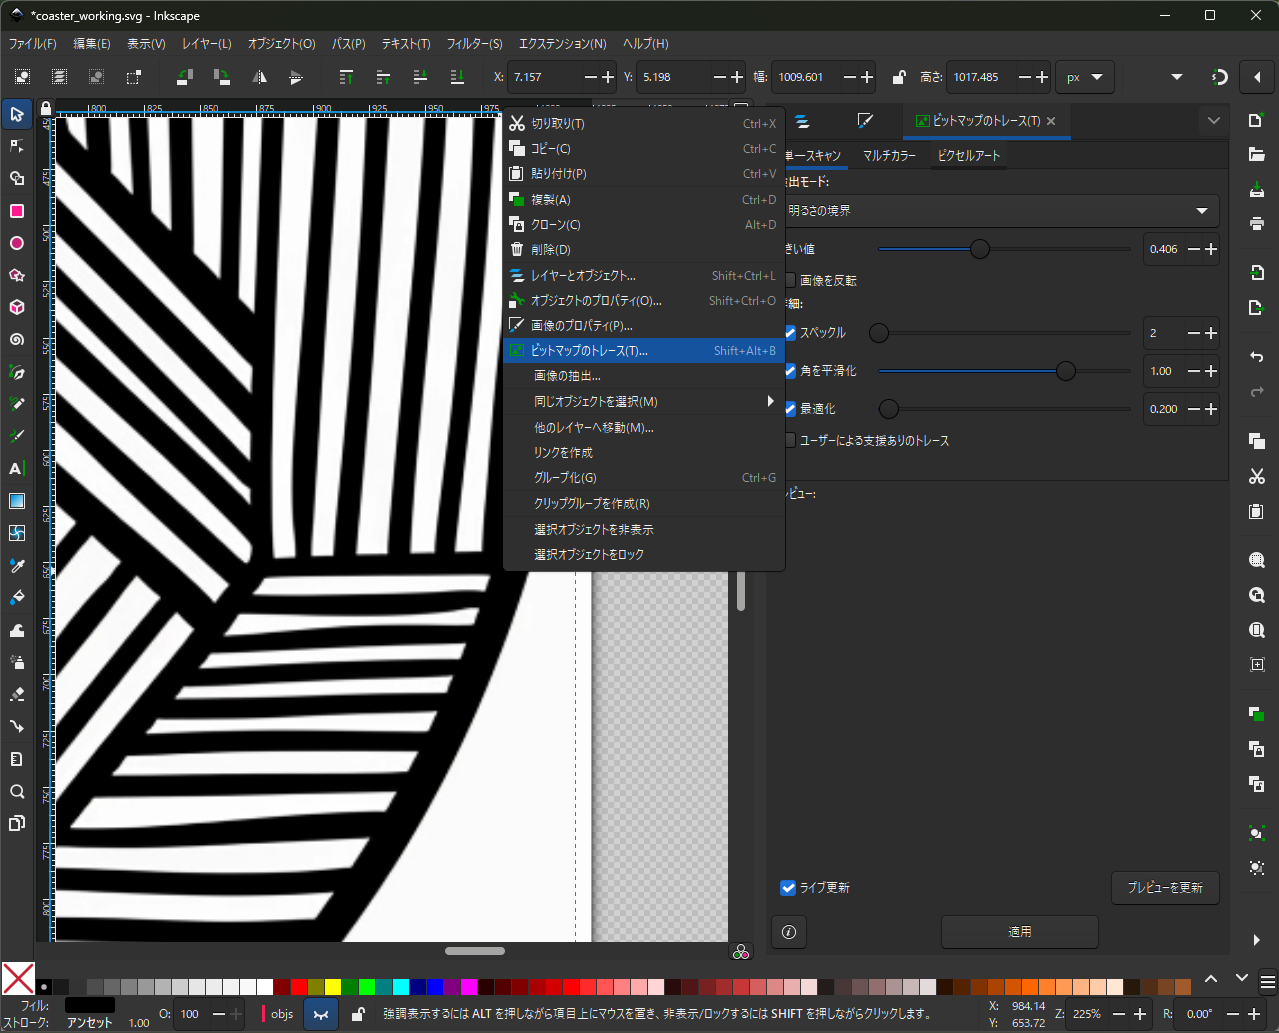 *coaster_working.svg - Inkscape
ファイル(F) 編集(E) 表示(V) レイヤー(L) オブジェクト(O) パス(P) テキスト(T) フィルター(S) エクステンション(N) ヘルプ(H)
X: 7.157 Y: 5.198 幅: 1009.601 高さ: 1017.485 px
800 825 850 875 900 925 950 975
切り取り(T) Ctrl+X
コピー(C) Ctrl+C
貼り付け(P) Ctrl+V
複製(A) Ctrl+D
クローン(C) Alt+D
削除(D)
レイヤーとオブジェクト... Shift+Ctrl+L
オブジェクトのプロパティ(O)... Shift+Ctrl+O
画像のプロパティ(P)...
ビットマップのトレース(T)... Shift+Alt+B
画像の抽出...
同じオブジェクトを選択(M)
他のレイヤーへ移動(M)...
リンクを作成
グループ化(G) Ctrl+G
クリップグループを作成(R)
選択オブジェクトを非表示
選択オブジェクトをロック
ビットマップのトレース(T)
単一スキャン マルチカラー ピクセルアート
出モード:
明るさの境界
きい値 0.406
画像を反転
細:
スペックル 2
角を平滑化 1.00
最適化 0.200
ユーザーによる支援ありのトレース
ビュー:
ライブ更新 プレビューを更新
適用
フィル:
ストローク: アンセット 1.00
O: 100
objs
強調表示するには ALT を押しながら項目上にマウスを置き、非表示/ロックするには SHIFT を押しながらクリックします。
X: 984.14
Y: 653.72
Z: 225%
R: 0.00°